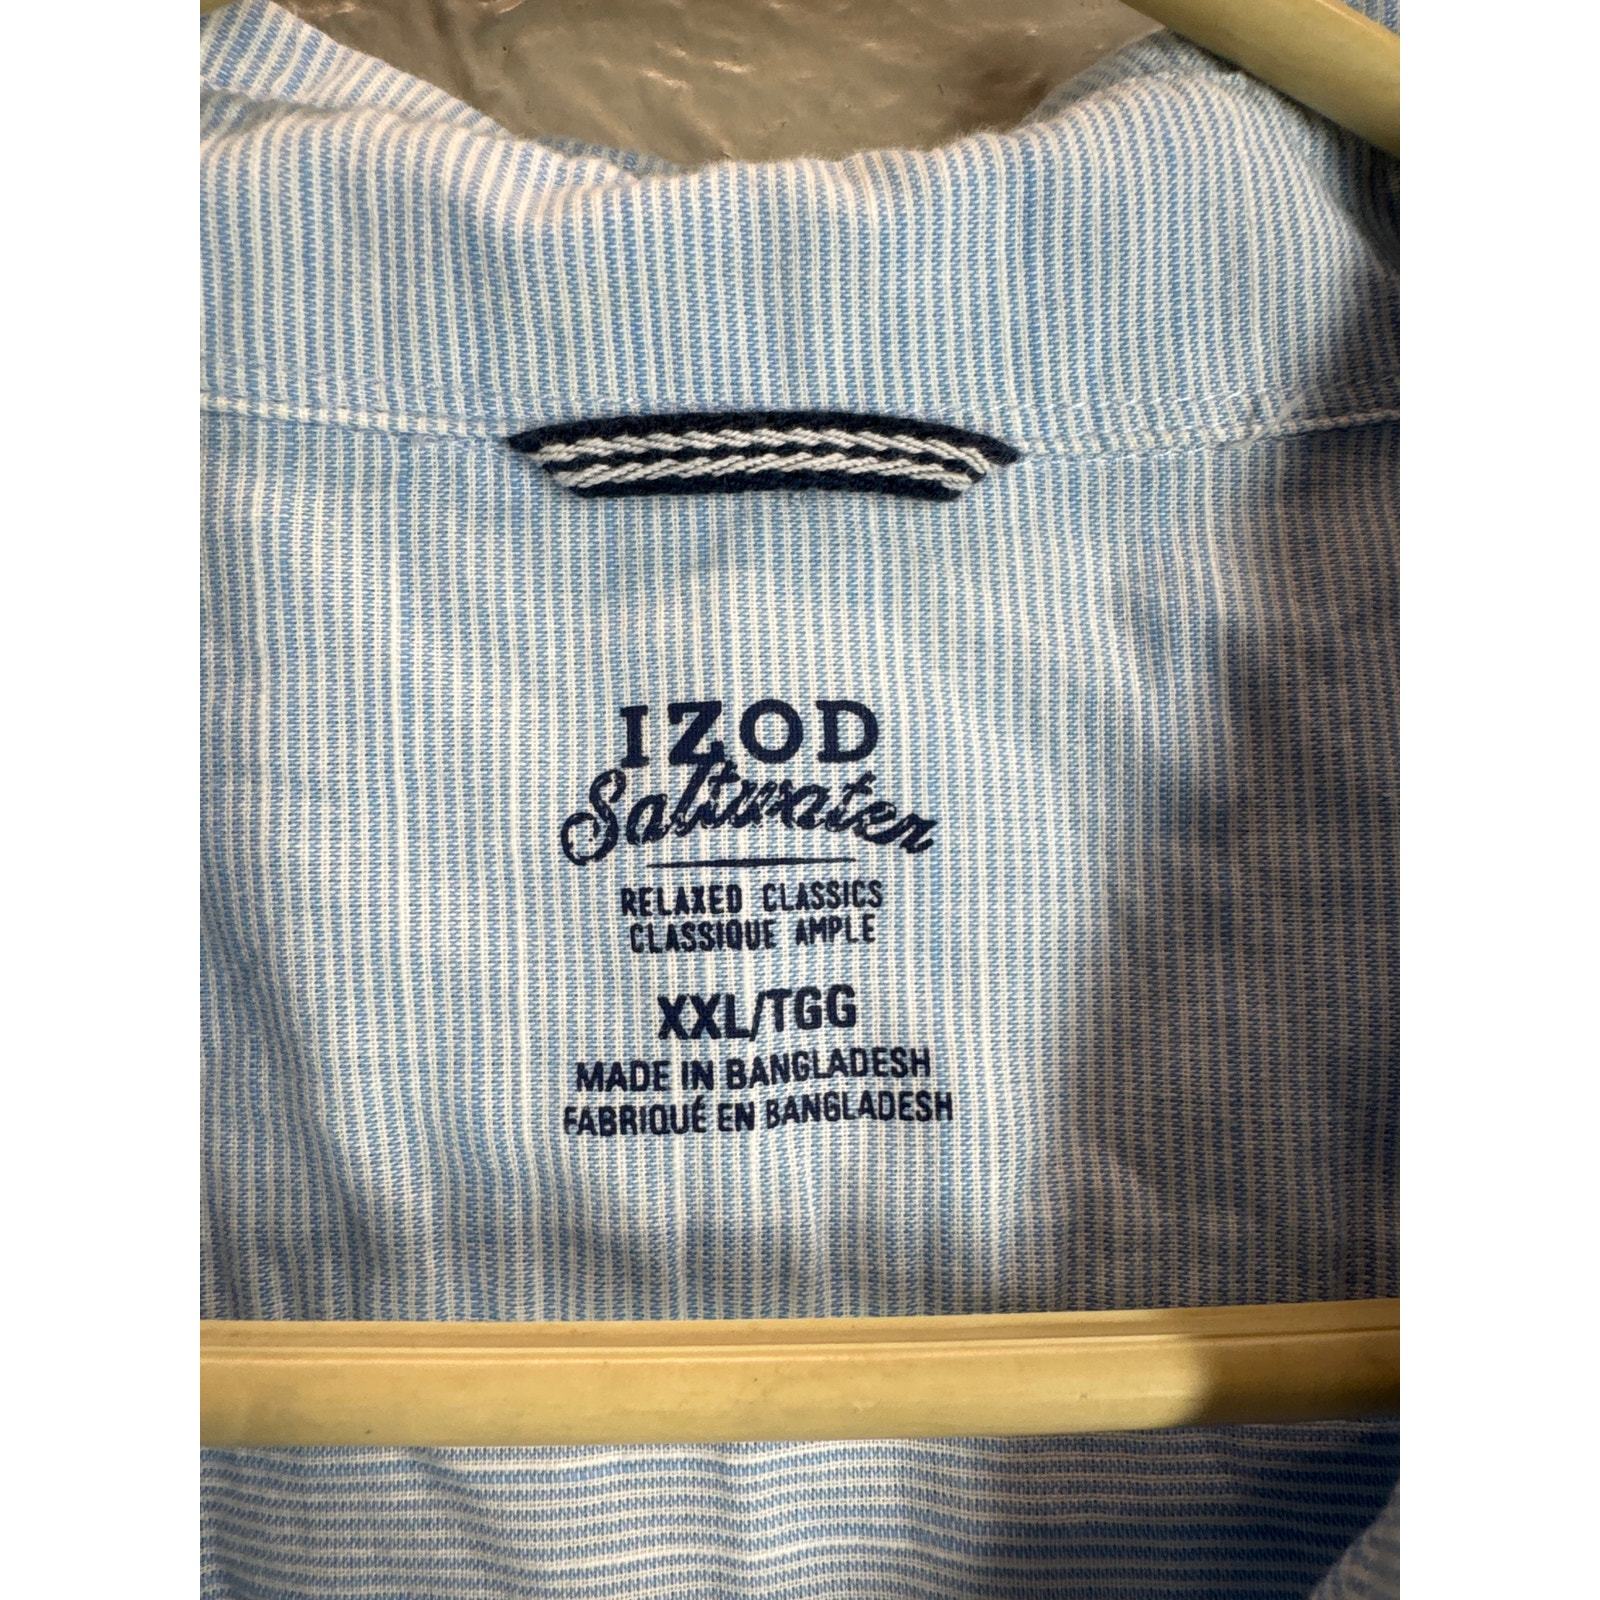 IZOD
Saltwater
RELAXED CLASSICS
CLASSIQUE AMPLE
XXL/TGG
MADE IN BANGLADESH
FABRIQUÉ EN BANGLADESH